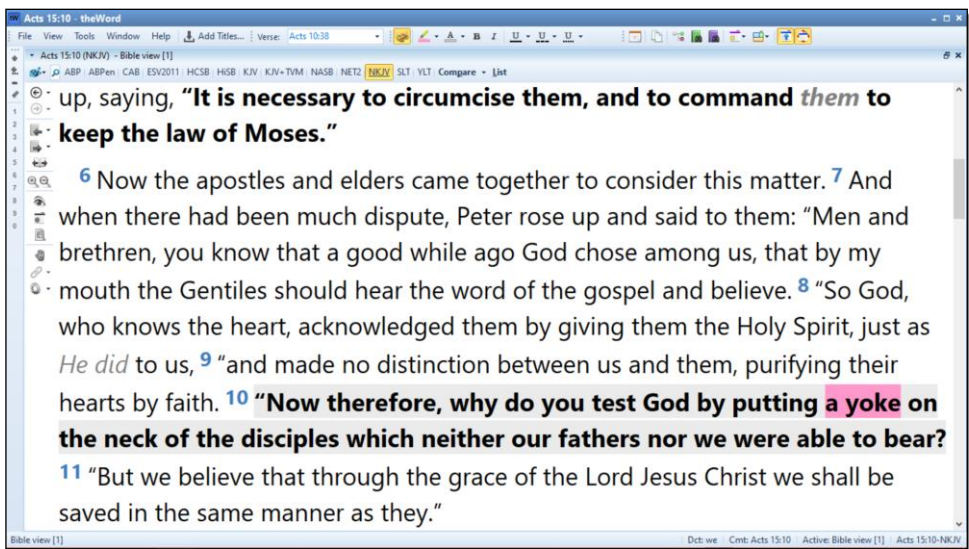 Acts 15:10 - theWord
File View Tools Window Help Add Titles... Verse: Acts 10:38 B I U U U
Acts 15:10 (NKJV) - Bible view [1]
ABP ABPen CAB ESV2011 HCSB HiSB KJV KJV+TVM NASB NET2 NKJV SLT YLT Compare List
up, saying, “It is necessary to circumcise them, and to command them to
keep the law of Moses.”
6 Now the apostles and elders came together to consider this matter. 7 And
when there had been much dispute, Peter rose up and said to them: “Men and
brethren, you know that a good while ago God chose among us, that by my
mouth the Gentiles should hear the word of the gospel and believe. 8 “So God,
who knows the heart, acknowledged them by giving them the Holy Spirit, just as
He did to us, 9 “and made no distinction between us and them, purifying their
hearts by faith. 10 “Now therefore, why do you test God by putting a yoke on
the neck of the disciples which neither our fathers nor we were able to bear?
11 “But we believe that through the grace of the Lord Jesus Christ we shall be
saved in the same manner as they.”
Bible view [1] Dct: we Cmt: Acts 15:10 Active: Bible view [1] Acts 15:10-NKJV